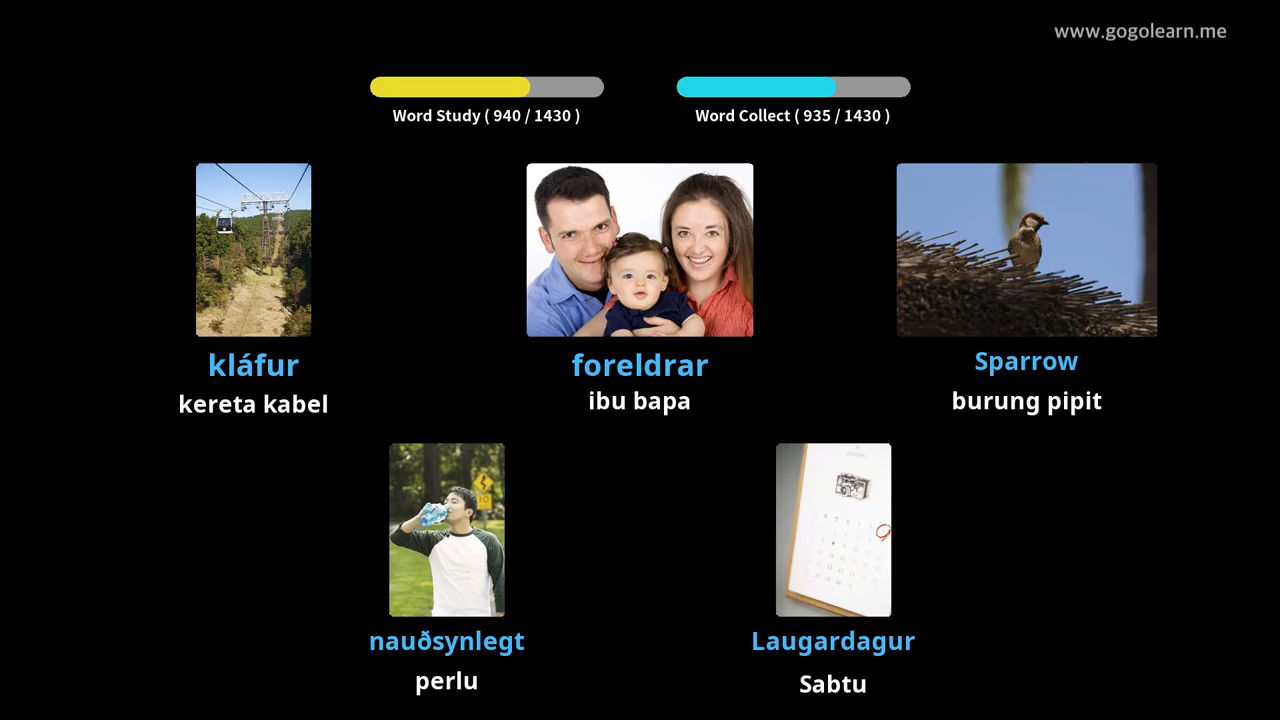 www.gogolearn.me
Word Study ( 940 / 1430 )
Word Collect ( 935 / 1430 )
kláfur
kereta kabel
foreldrar
ibu bapa
Sparrow
burung pipit
nauðsynlegt
perlu
Laugardagur
Sabtu